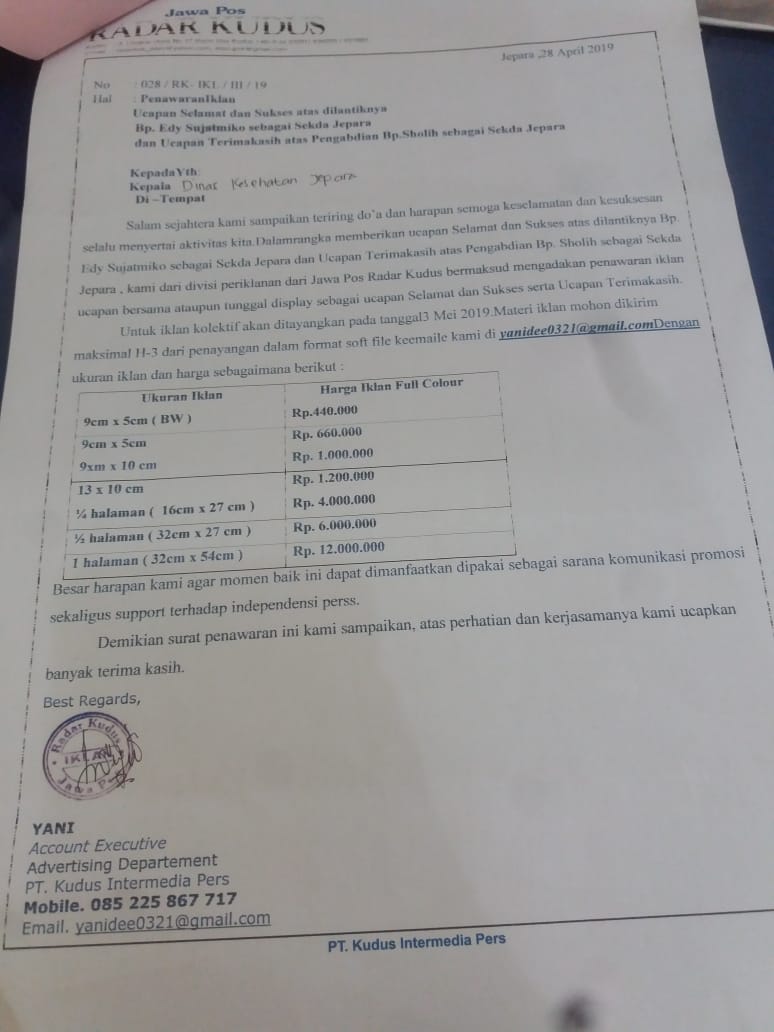 Jawa Pos
RADAR KUDUS
Jepara ,28 April 2019
No : 028 / RK- IKL / III / 19
Hal : PenawaranIklan
Ucapan Selamat dan Sukses atas dilantiknya
Bp. Edy Sujatmiko sebagai Sekda Jepara
dan Ucapan Terimakasih atas Pengabdian Bp.Sholih sebagai Sekda Jepara
KepadaYth:
Kepala Dinas Kesehatan Jepara
Di –Tempat
Salam sejahtera kami sampaikan teriring do'a dan harapan semoga keselamatan dan kesuksesan
selalu menyertai aktivitas kita.Dalamrangka memberikan ucapan Selamat dan Sukses atas dilantiknya Bp.
Edy Sujatmiko sebagai Sekda Jepara dan Ucapan Terimakasih atas Pengabdian Bp. Sholih sebagai Sekda
Jepara , kami dari divisi periklanan dari Jawa Pos Radar Kudus bermaksud mengadakan penawaran iklan
ucapan bersama ataupun tunggal display sebagai ucapan Selamat dan Sukses serta Ucapan Terimakasih.
Untuk iklan kolektif akan ditayangkan pada tanggal3 Mei 2019.Materi iklan mohon dikirim
maksimal H-3 dari penayangan dalam format soft file keemaile kami di yanidee0321@gmail.comDengan
ukuran iklan dan harga sebagaimana berikut :
Ukuran Iklan Harga Iklan Full Colour
9cm x 5cm ( BW ) Rp.440.000
9cm x 5cm Rp. 660.000
9xm x 10 cm Rp. 1.000.000
13 x 10 cm Rp. 1.200.000
¼ halaman ( 16cm x 27 cm ) Rp. 4.000.000
½ halaman ( 32cm x 27 cm ) Rp. 6.000.000
1 halaman ( 32cm x 54cm ) Rp. 12.000.000
Besar harapan kami agar momen baik ini dapat dimanfaatkan dipakai sebagai sarana komunikasi promosi
sekaligus support terhadap independensi perss.
Demikian surat penawaran ini kami sampaikan, atas perhatian dan kerjasamanya kami ucapkan
banyak terima kasih.
Best Regards,
Radar Kudus
IKLAN
Jawa Pos
YANI
Account Executive
Advertising Departement
PT. Kudus Intermedia Pers
Mobile. 085 225 867 717
Email. yanidee0321@gmail.com
PT. Kudus Intermedia Pers